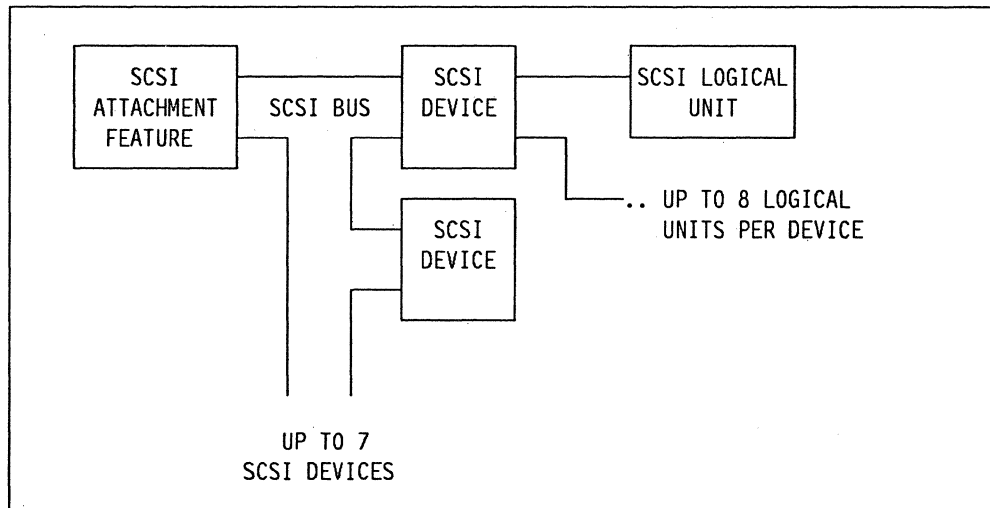 SCSI
ATTACHMENT
FEATURE
SCSI BUS
SCSI
DEVICE
SCSI LOGICAL
UNIT
.. UP TO 8 LOGICAL
UNITS PER DEVICE
SCSI
DEVICE
UP TO 7
SCSI DEVICES